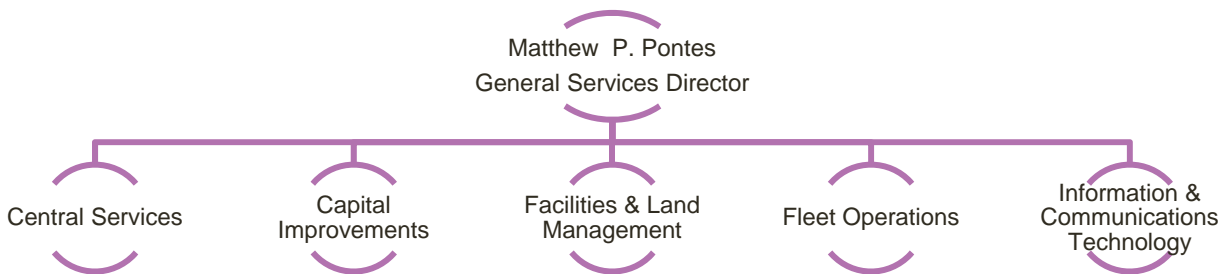 Matthew  P. Pontes
General Services Director
Central Services
Capital
Improvements
Facilities & Land
Management
Fleet Operations
Information &
Communications
Technology